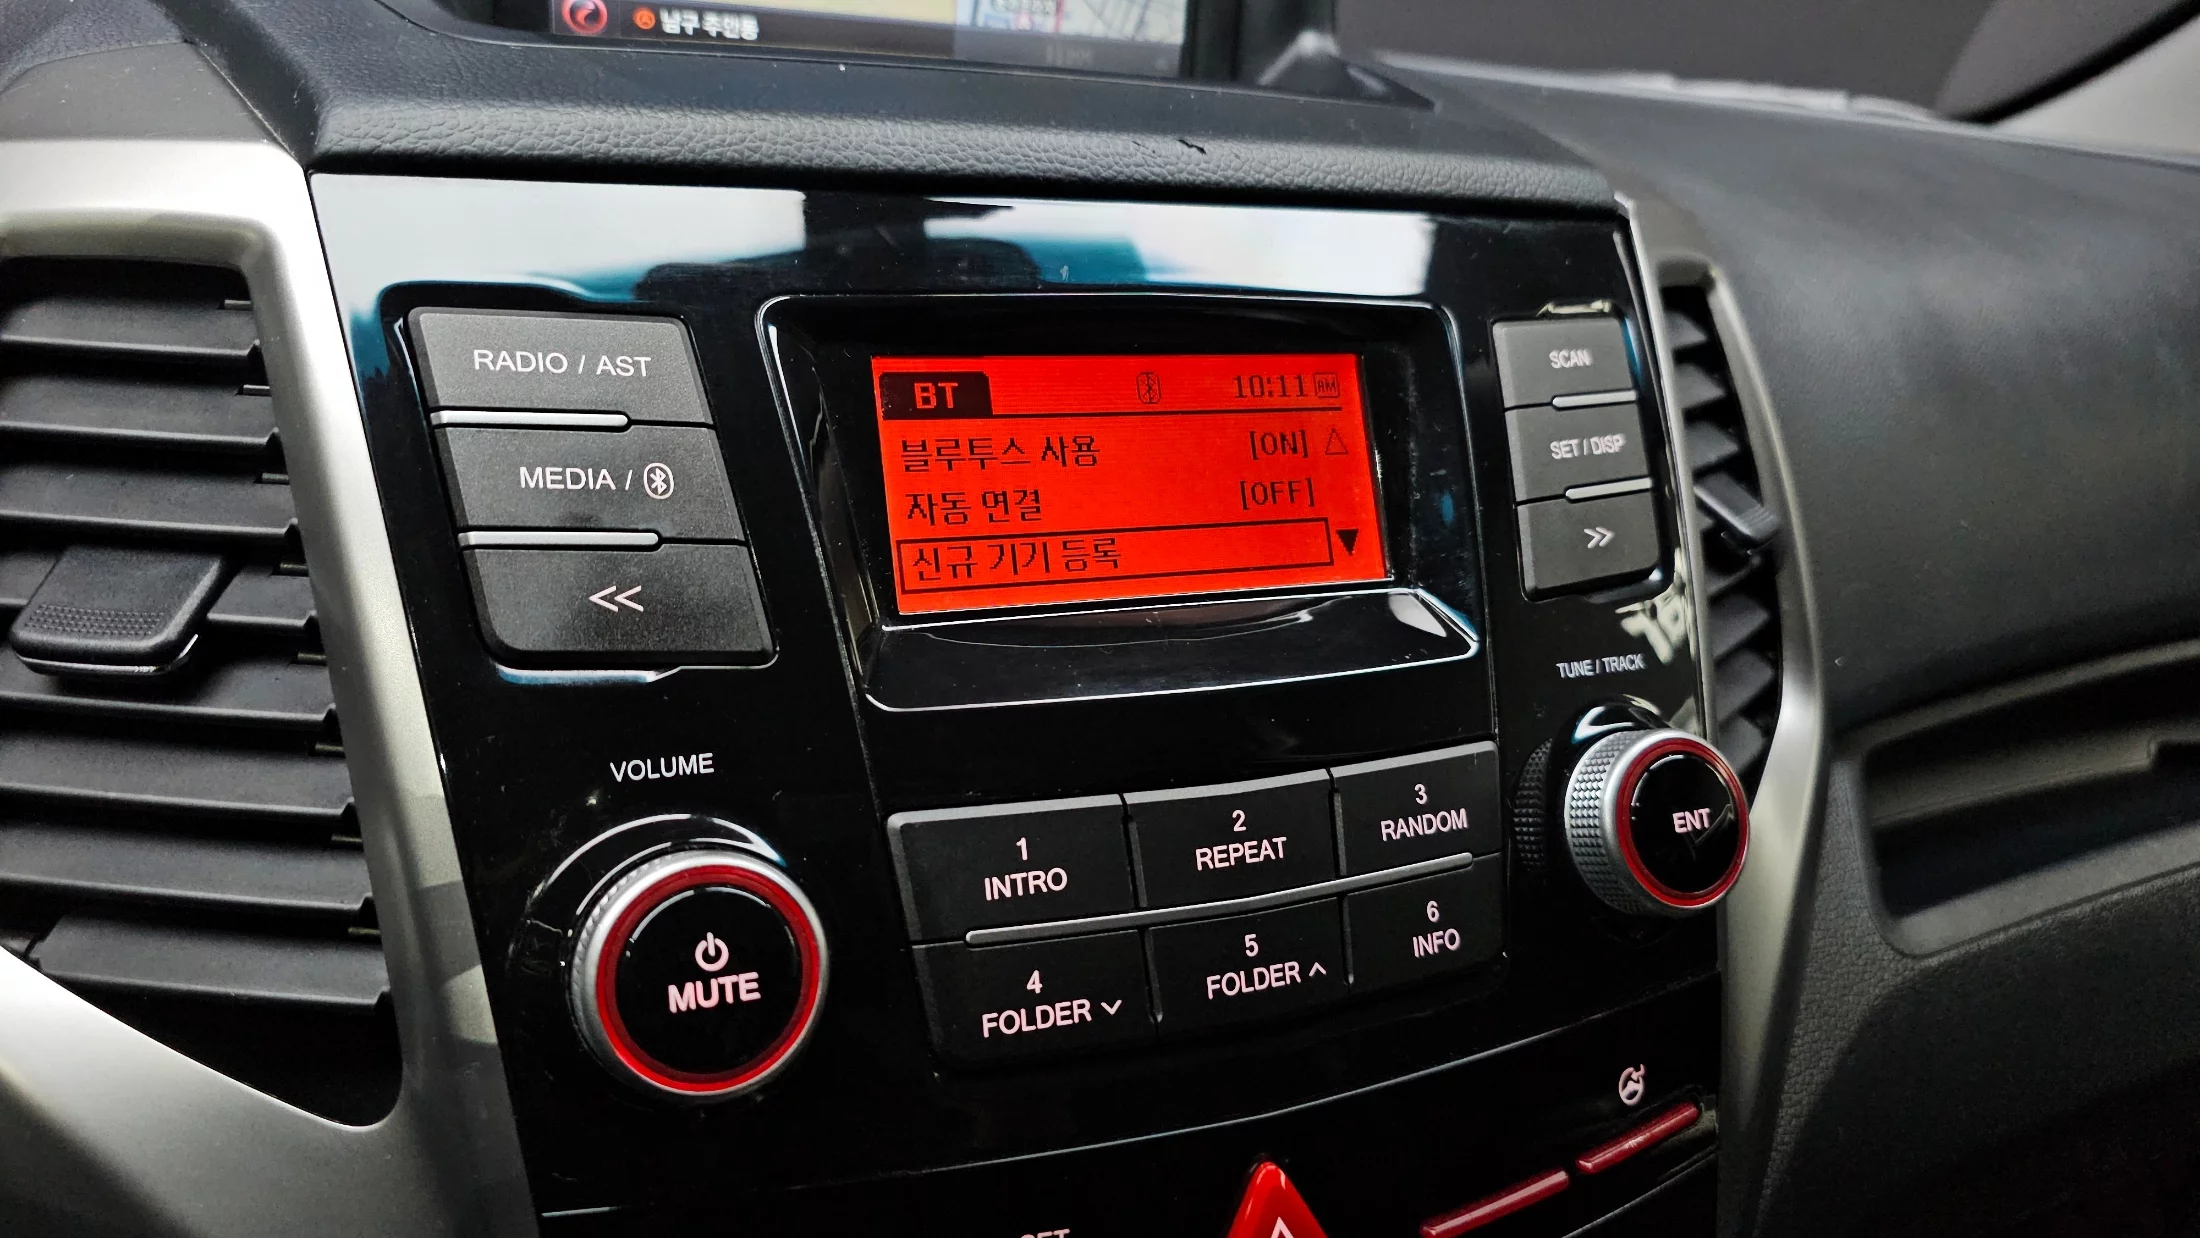 남구 주안동
RADIO / AST
MEDIA /
<<
BT 10:11 AM
블루투스 사용 [ON]
자동 연결 [OFF]
신규 기기 등록
SCAN
SET / DISP
>>
TUNE / TRACK
ENT
VOLUME
MUTE
1
INTRO
2
REPEAT
3
RANDOM
4
FOLDER
5
FOLDER
6
INFO